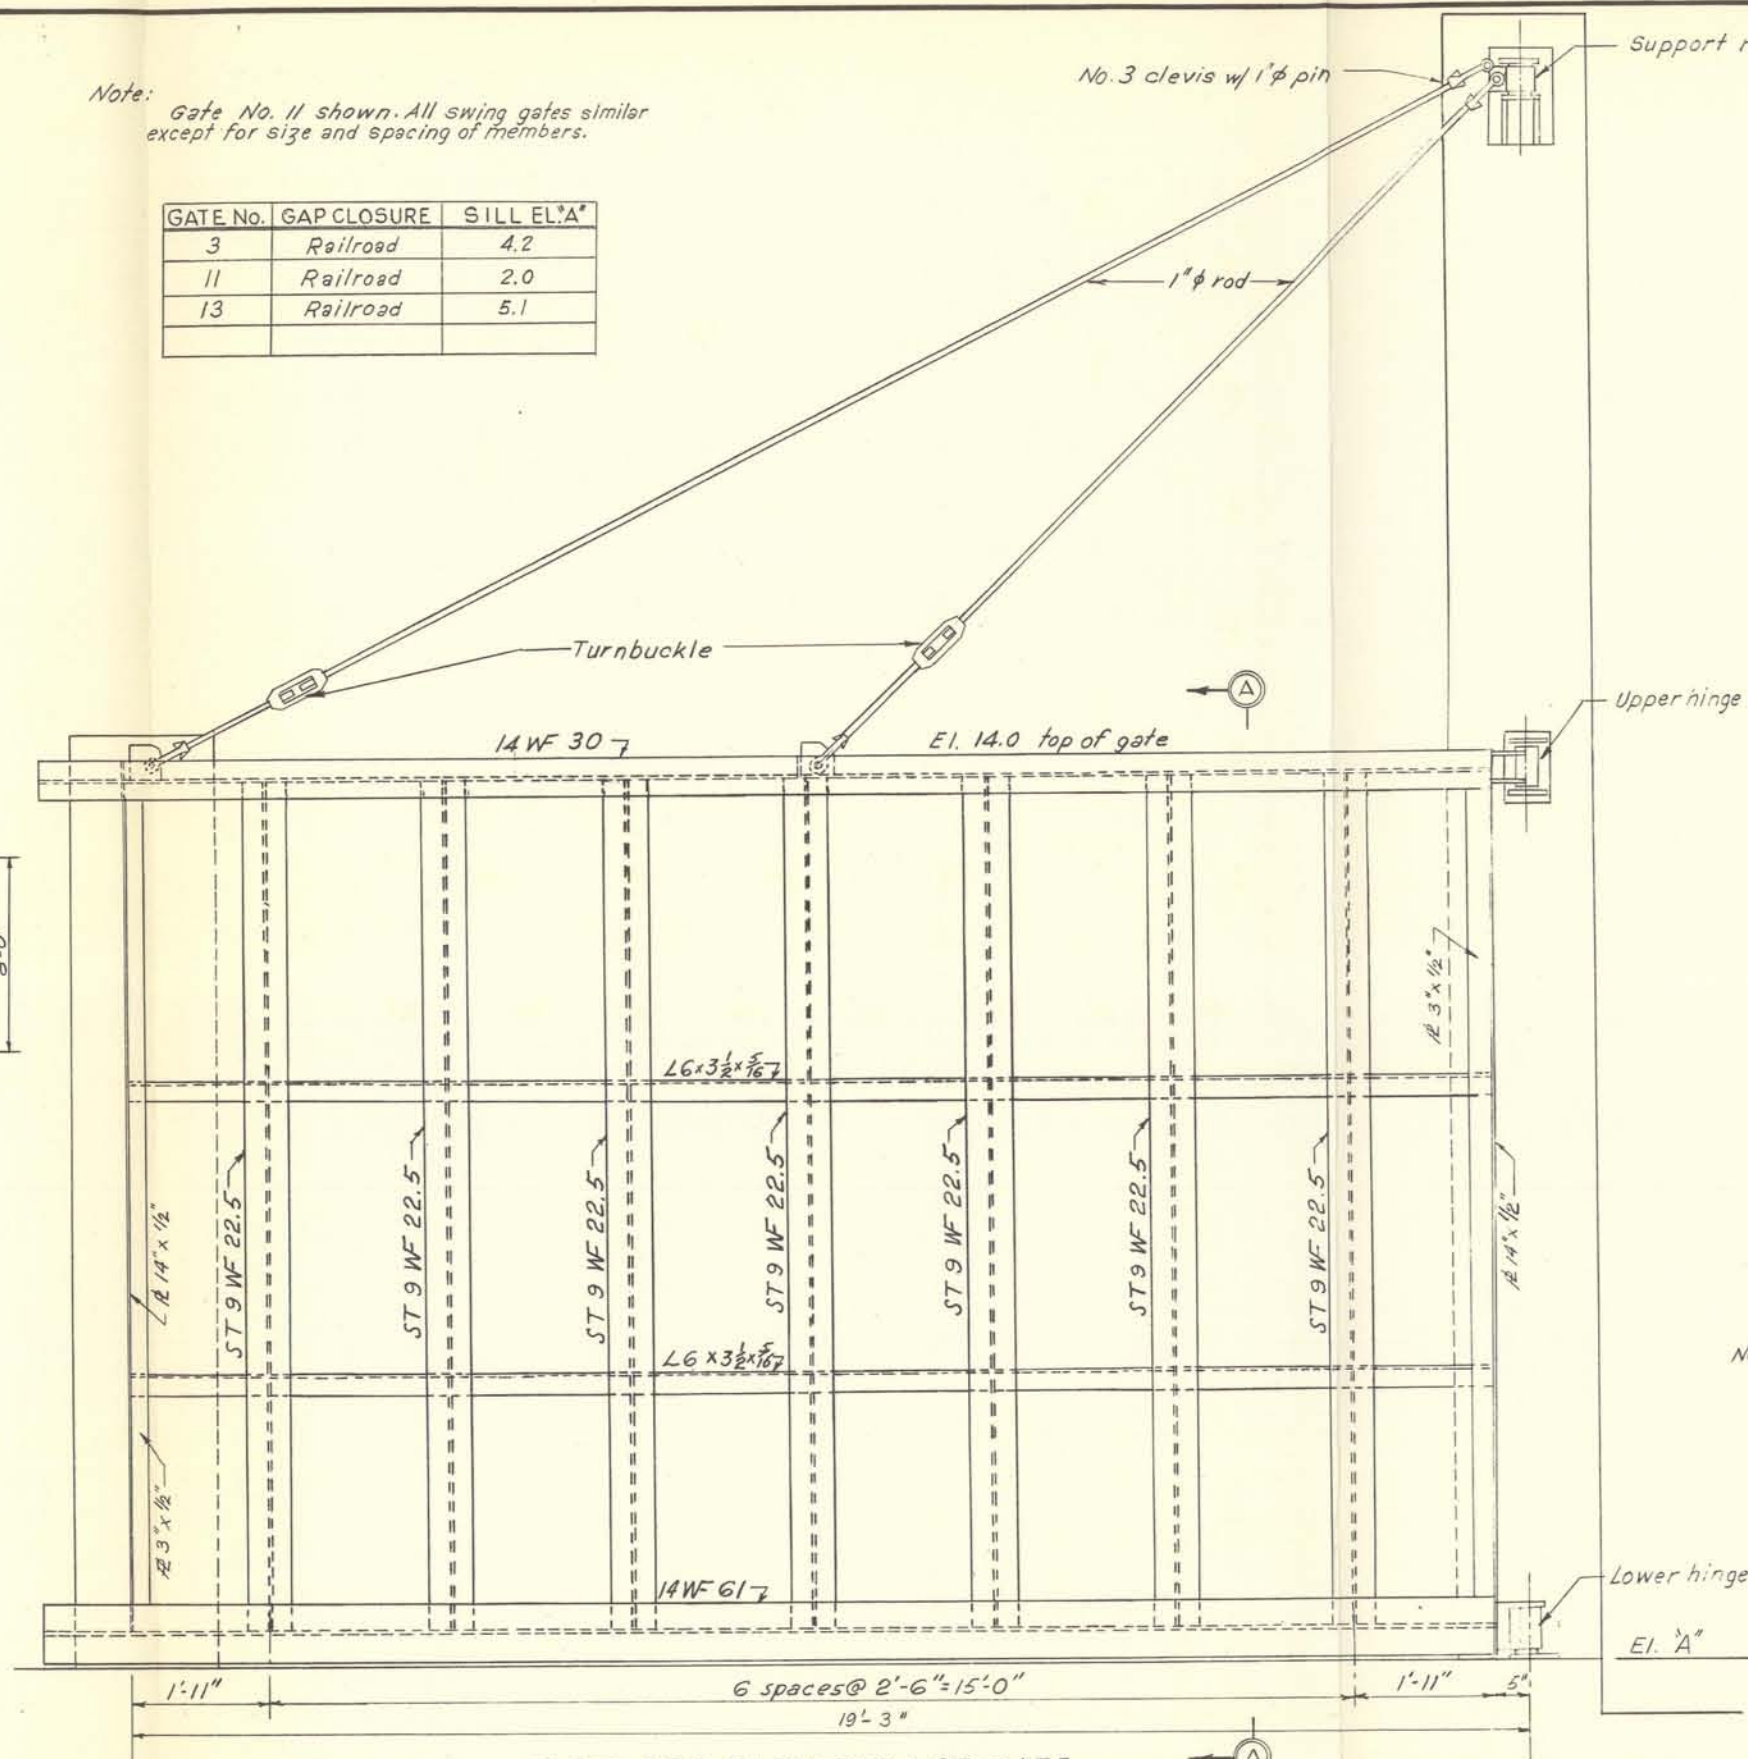 Note:
Gate No. 11 shown. All swing gates similar
except for size and spacing of members.
GATE No. GAP CLOSURE SILL EL."A"
3 Railroad 4.2
11 Railroad 2.0
13 Railroad 5.1
No. 3 clevis w/ 1"φ pin
Support
1"φ rod
Turnbuckle
A
Upper hinge
14 WF 30
El. 14.0 top of gate
℄ 3"x½"
L6x3½x5/16
ST 9 WF 22.5
ST 9 WF 22.5
ST 9 WF 22.5
ST 9 WF 22.5
ST 9 WF 22.5
ST 9 WF 22.5
ST 9 WF 22.5
℄ 14"x½"
℄ 14"x½"
L6 x3½x5/16
℄ 3"x½"
14 WF 61
Lower hinge
El. "A"
1'-11"
6 spaces@ 2'-6"=15'-0"
1'-11"
5"
19'-3"
A